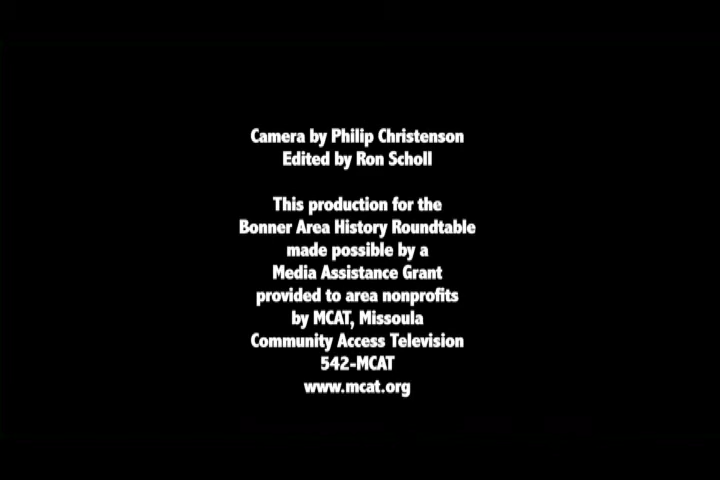 Camera by Philip Christenson
Edited by Ron Scholl
This production for the
Bonner Area History Roundtable
made possible by a
Media Assistance Grant
provided to area nonprofits
by MCAT, Missoula
Community Access Television
542-MCAT
www.mcat.org